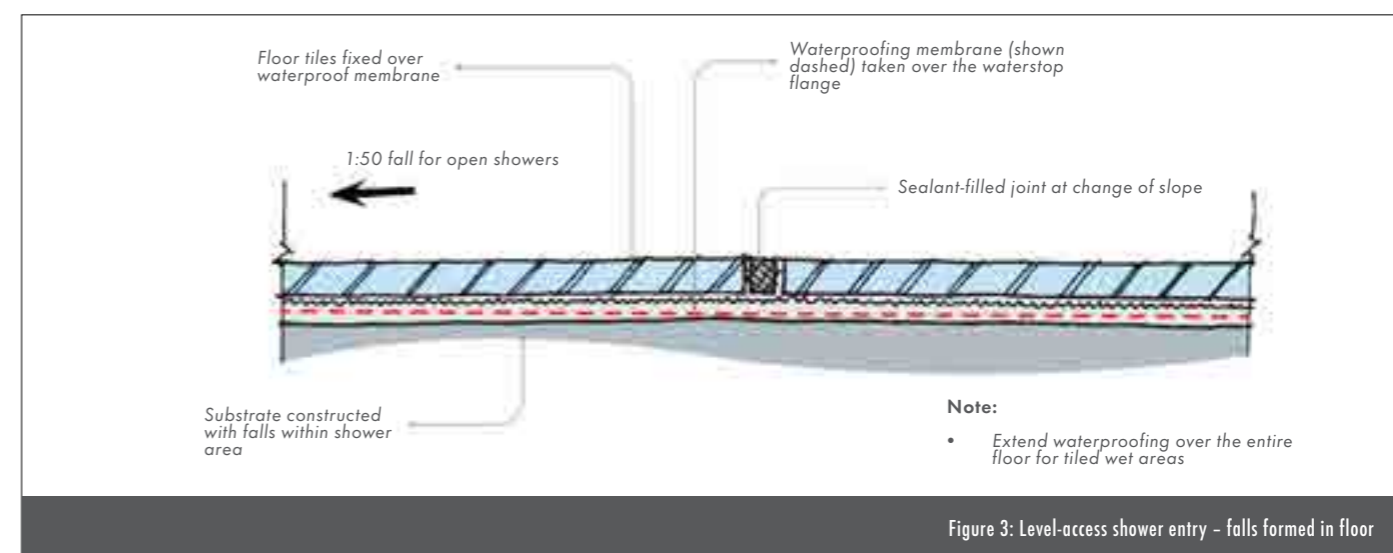 Floor tiles fixed over
waterproof membrane
Waterproofing membrane (shown
dashed) taken over the waterstop
flange
1:50 fall for open showers
Sealant-filled joint at change of slope
Substrate constructed
with falls within shower
area
Note:
• Extend waterproofing over the entire
floor for tiled wet areas
Figure 3: Level-access shower entry – falls formed in floor